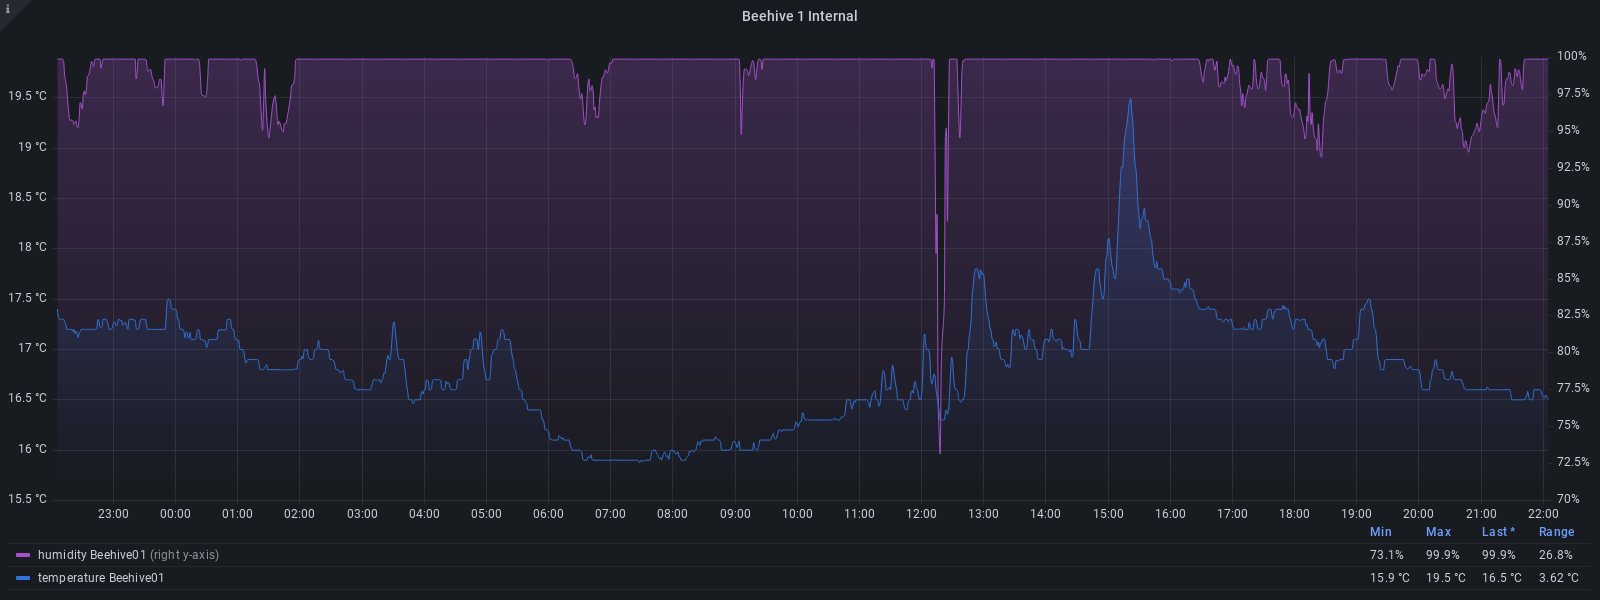 i
Beehive 1 Internal
19.5 °C
19 °C
18.5 °C
18 °C
17.5 °C
17 °C
16.5 °C
16 °C
15.5 °C
100%
97.5%
95%
92.5%
90%
87.5%
85%
82.5%
80%
77.5%
75%
72.5%
70%
23:00 00:00 01:00 02:00 03:00 04:00 05:00 06:00 07:00 08:00 09:00 10:00 11:00 12:00 13:00 14:00 15:00 16:00 17:00 18:00 19:00 20:00 21:00 22:00
Min Max Last * Range
humidity Beehive01 (right y-axis) 73.1% 99.9% 99.9% 26.8%
temperature Beehive01 15.9 °C 19.5 °C 16.5 °C 3.62 °C